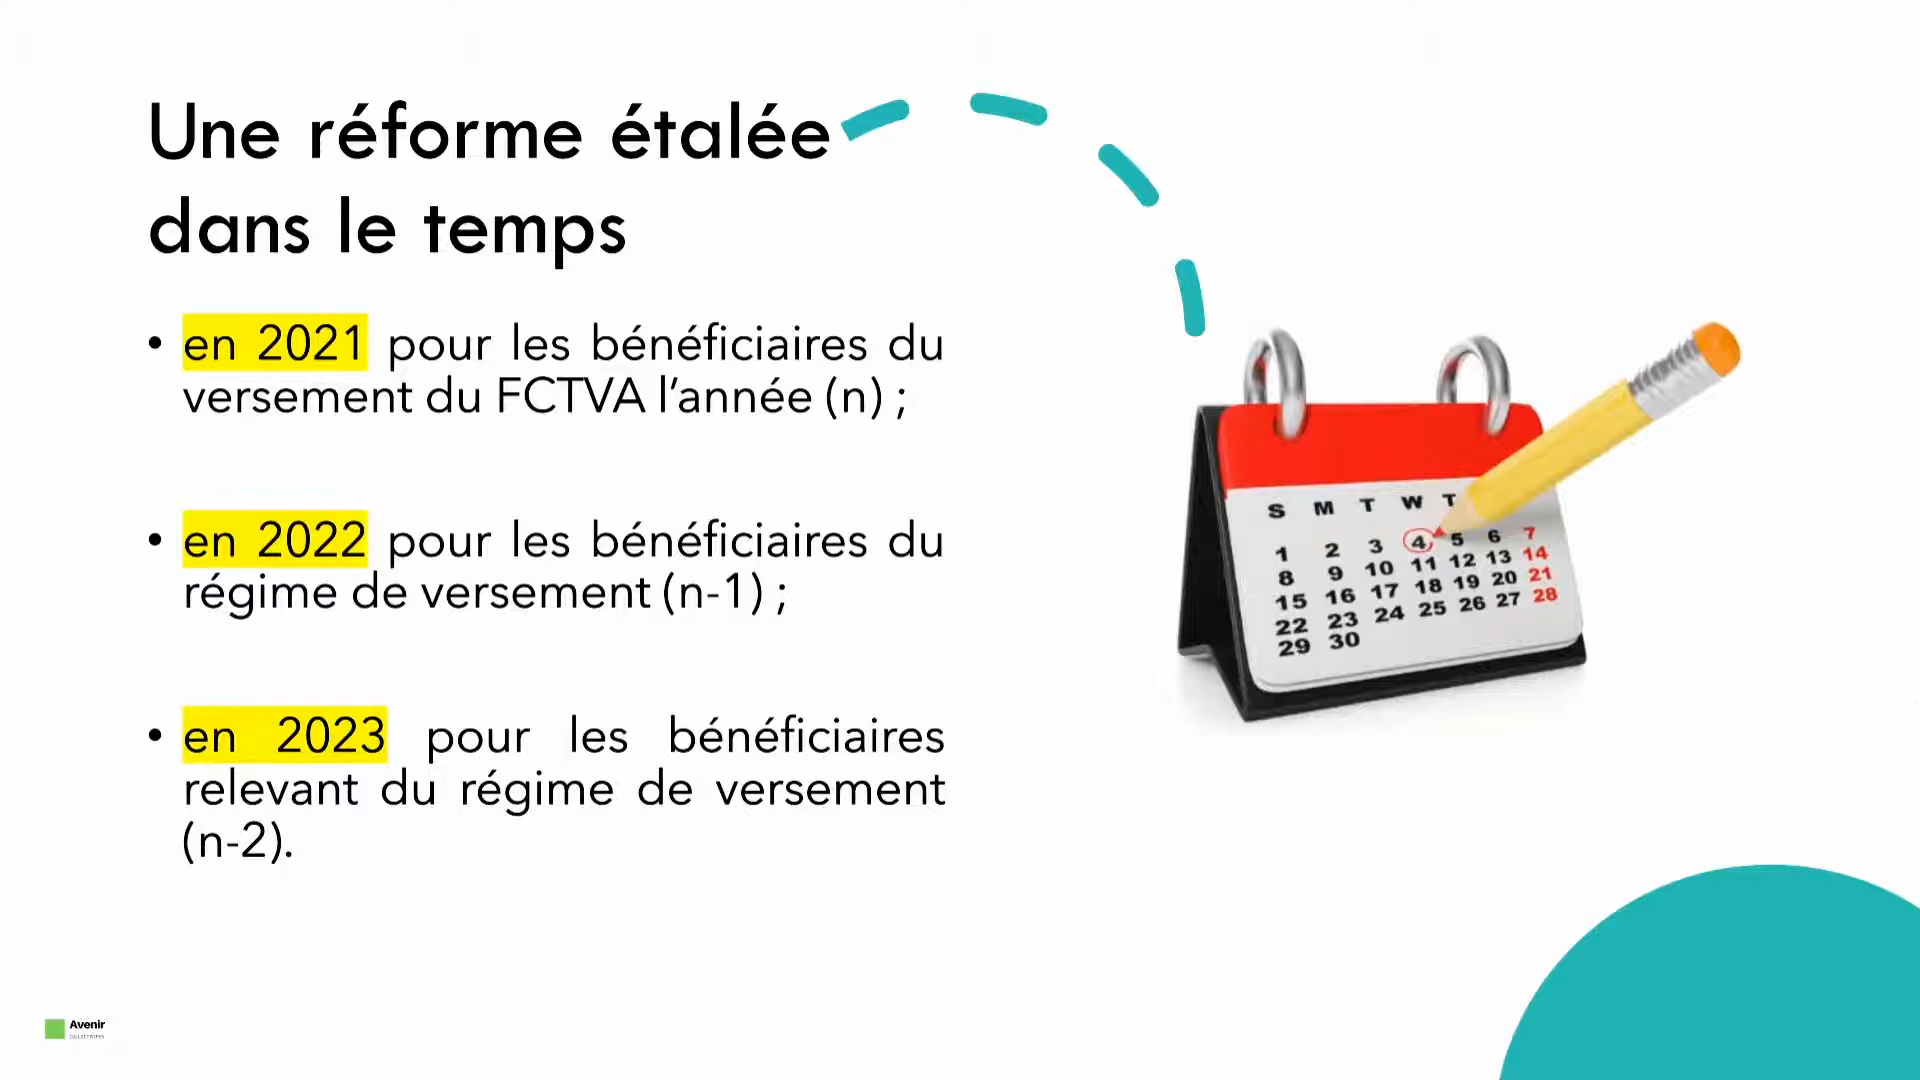 Une réforme étalée
dans le temps
• en 2021 pour les bénéficiaires du
versement du FCTVA l’année (n) ;
• en 2022 pour les bénéficiaires du
régime de versement (n-1) ;
• en 2023 pour les bénéficiaires
relevant du régime de versement
(n-2).
S M T W T
1 2 3 4 5 6 7
8 9 10 11 12 13 14
15 16 17 18 19 20 21
22 23 24 25 26 27 28
29 30
Avenir
COLLECTIVITÉS